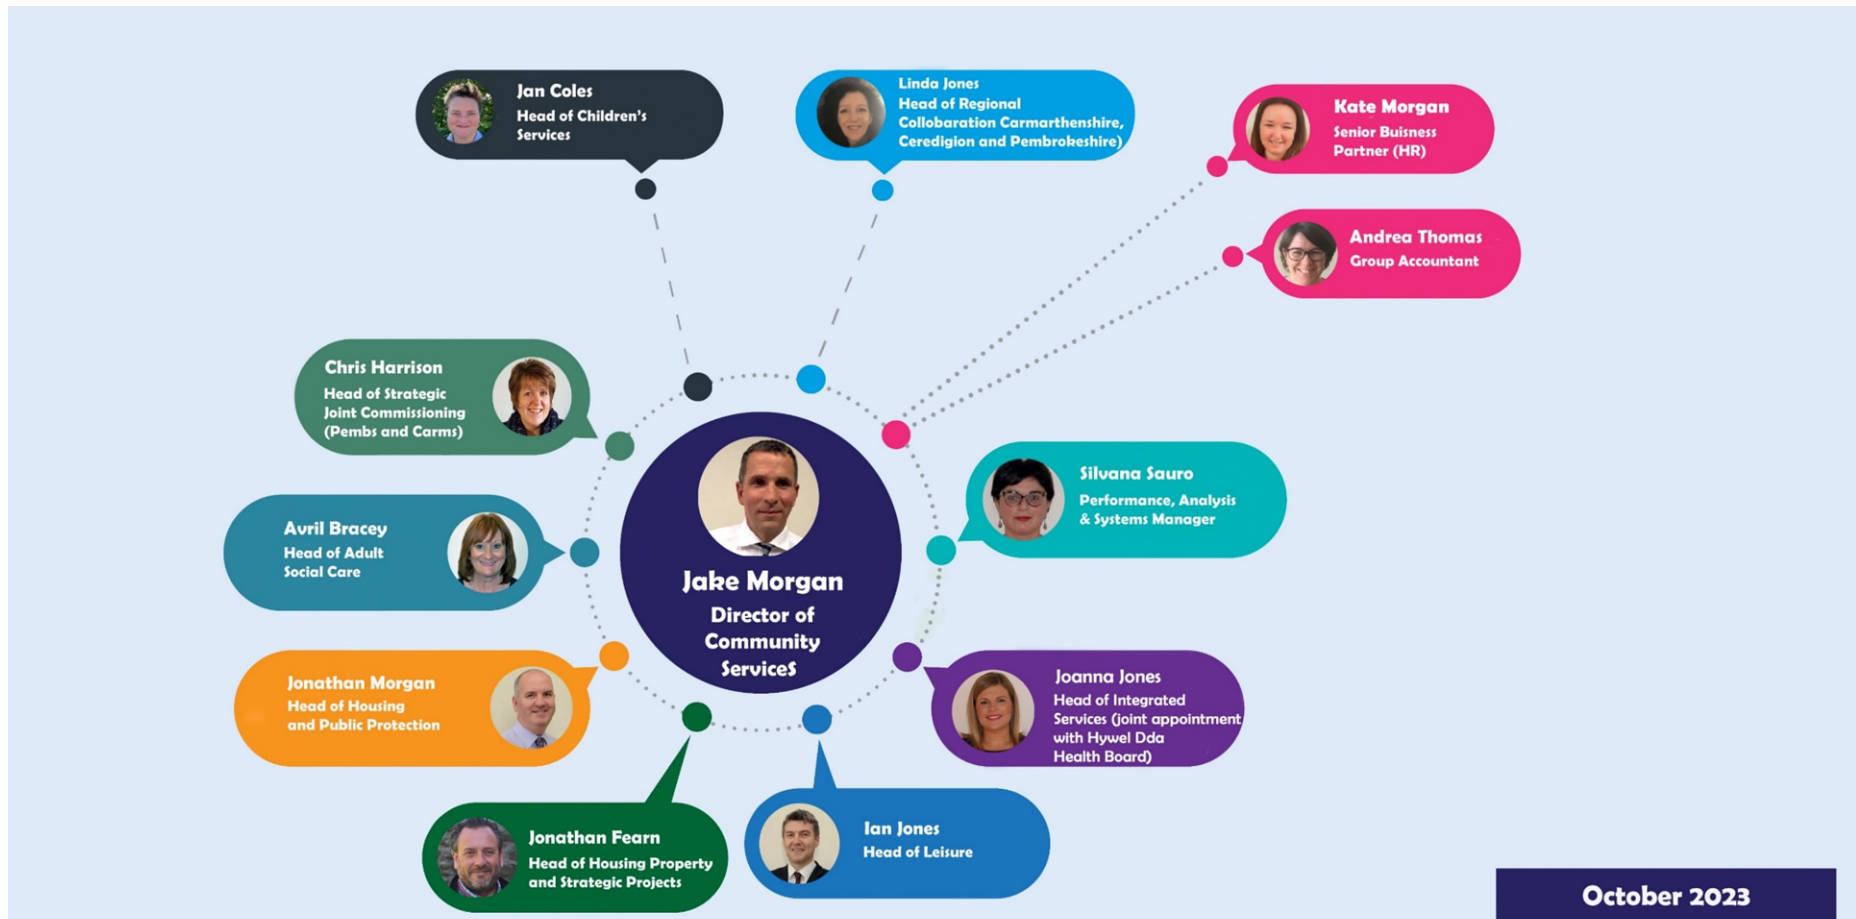 Jan Coles
Head of Children's
Services
Linda Jones
Head of Regional
Collobaration Carmarthenshire,
Ceredigion and Pembrokeshire)
Kate Morgan
Senior Buisness
Partner (HR)
Andrea Thomas
Group Accountant
Chris Harrison
Head of Strategic
Joint Commissioning
(Pembs and Carms)
Silvana Sauro
Performance, Analysis
& Systems Manager
Avril Bracey
Head of Adult
Social Care
Jake Morgan
Director of
Community
Services
Jonathan Morgan
Head of Housing
and Public Protection
Joanna Jones
Head of Integrated
Services (joint appointment
with Hywel Dda
Health Board)
Jonathan Fearn
Head of Housing Property
and Strategic Projects
Ian Jones
Head of Leisure
October 2023